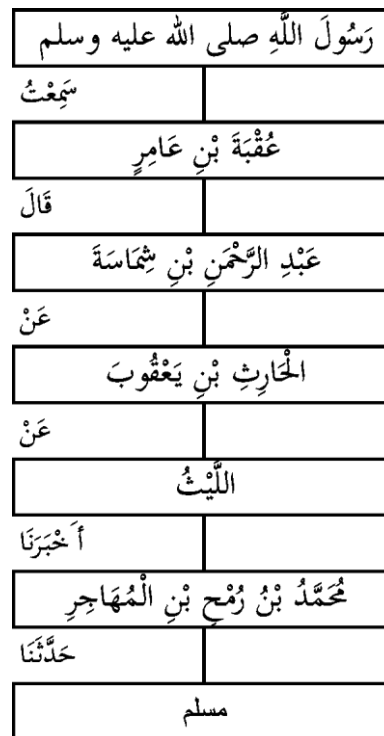 رَسُولَ اللَّهِ صلى الله عليه وسلم
سَمِعْتُ
عُقْبَةَ بْنِ عَامِرٍ
قَالَ
عَبْدِ الرَّحْمَنِ بْنِ شِمَاسَةَ
عَنْ
الْحَارِثِ بْنِ يَعْقُوبَ
عَنْ
اللَّيْثُ
أَخْبَرَنَا
مُحَمَّدُ بْنُ رُمْحِ بْنِ الْمُهَاجِرِ
حَدَّثَنَا
مسلم